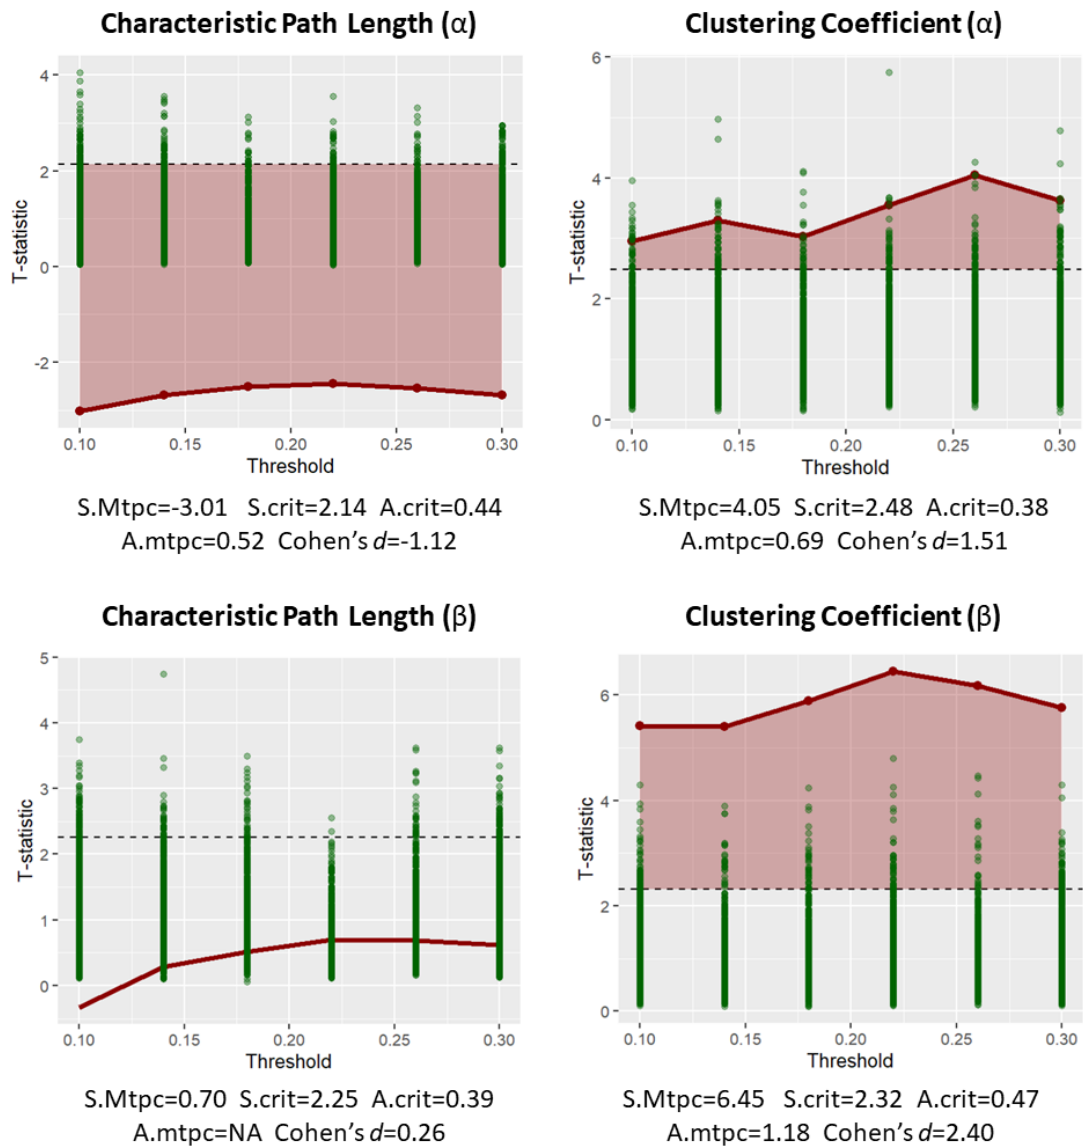 Characteristic Path Length (α)
4
2
0
-2
T-statistic
0.10 0.15 0.20 0.25 0.30
Threshold
S.Mtpc=-3.01 S.crit=2.14 A.crit=0.44
A.mtpc=0.52 Cohen's d=-1.12
Clustering Coefficient (α)
6
4
2
0
T-statistic
0.10 0.15 0.20 0.25 0.30
Threshold
S.Mtpc=4.05 S.crit=2.48 A.crit=0.38
A.mtpc=0.69 Cohen's d=1.51
Characteristic Path Length (β)
5
4
3
2
1
0
T-statistic
0.10 0.15 0.20 0.25 0.30
Threshold
S.Mtpc=0.70 S.crit=2.25 A.crit=0.39
A.mtpc=NA Cohen's d=0.26
Clustering Coefficient (β)
6
4
2
0
T-statistic
0.10 0.15 0.20 0.25 0.30
Threshold
S.Mtpc=6.45 S.crit=2.32 A.crit=0.47
A.mtpc=1.18 Cohen's d=2.40